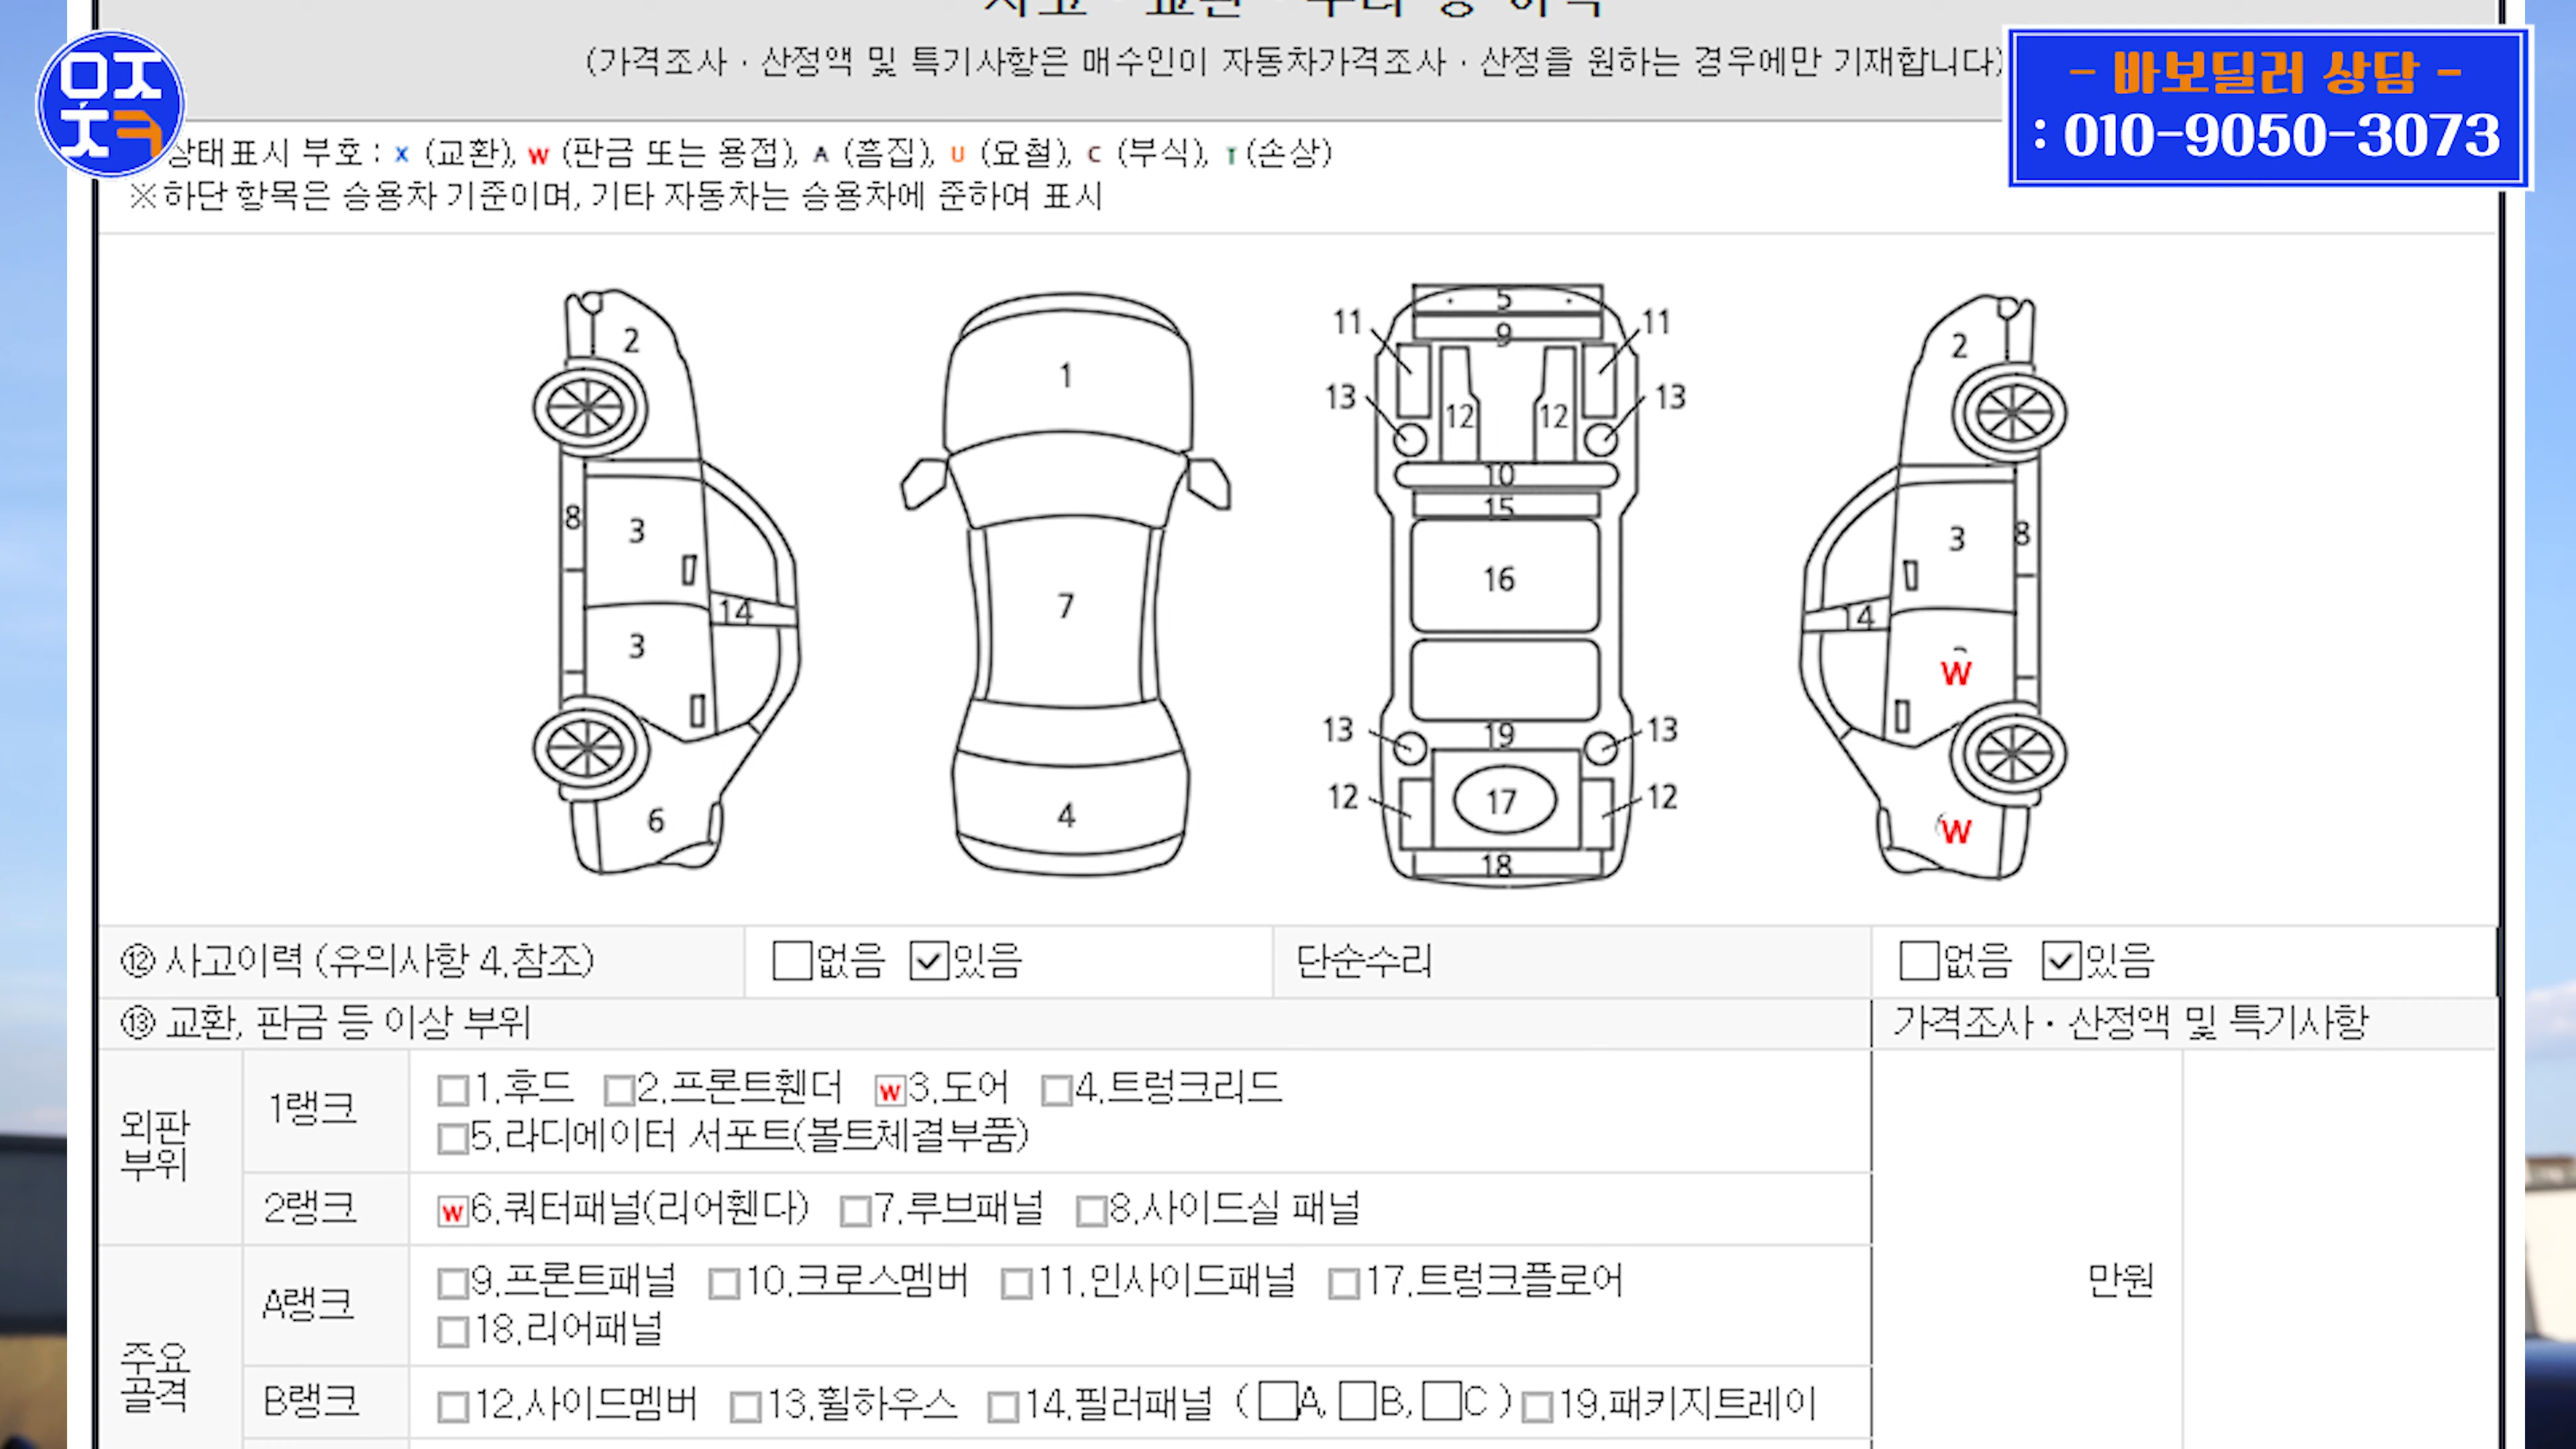 사고 · 교환 · 수리 등 이력
(가격조사 · 산정액 및 특기사항은 매수인이 자동차가격조사 · 산정을 원하는 경우에만 기재합니다)
- 바보딜러 상담 -
: 010-9050-3073
상태표시 부호 : X (교환), W (판금 또는 용접), A (흠집), U (요철), C (부식), T (손상)
※ 하단 항목은 승용차 기준이며, 기타 자동차는 승용차에 준하여 표시
2 8 3 3 14 6
1 7 4
5 9 11 11 13 13 12 12 10 15 16 13 19 13 12 17 12 18
2 3 8 4 W W
⑫ 사고이력 (유의사항 4.참조) 없음 있음 단순수리 없음 있음
⑬ 교환, 판금 등 이상 부위 가격조사 · 산정액 및 특기사항
외판
부위
1랭크
1.후드 2.프론트휀더 W 3.도어 4.트렁크리드
5.라디에이터 서포트(볼트체결부품)
2랭크
W 6.쿼터패널(리어휀다) 7.루브패널 8.사이드실 패널
주요
골격
A랭크
9.프론트패널 10.크로스멤버 11.인사이드패널 17.트렁크플로어
18.리어패널
만원
B랭크
12.사이드멤버 13.휠하우스 14.필러패널 ( A, B, C ) 19.패키지트레이